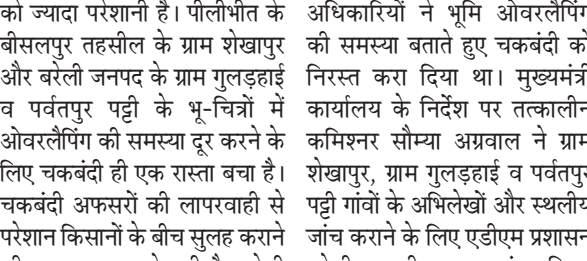 को ज्यादा परेशानी है। पीलीभीत के
बीसलपुर तहसील के ग्राम शेखापुर
और बरेली जनपद के ग्राम गुलड़हाई
व पर्वतपुर पट्टी के भू-चित्रों में
ओवरलैपिंग की समस्या दूर करने के
लिए चकबंदी ही एक रास्ता बचा है।
चकबंदी अफसरों की लापरवाही से
परेशान किसानों के बीच सुलह कराने
अधिकारियों ने भूमि ओवरलैपिंग
की समस्या बताते हुए चकबंदी को
निरस्त करा दिया था। मुख्यमंत्री
कार्यालय के निर्देश पर तत्कालीन
कमिश्नर सौम्या अग्रवाल ने ग्राम
शेखापुर, ग्राम गुलड़हाई व पर्वतपुर
पट्टी गांवों के अभिलेखों और स्थलीय
जांच कराने के लिए एडीएम प्रशासन